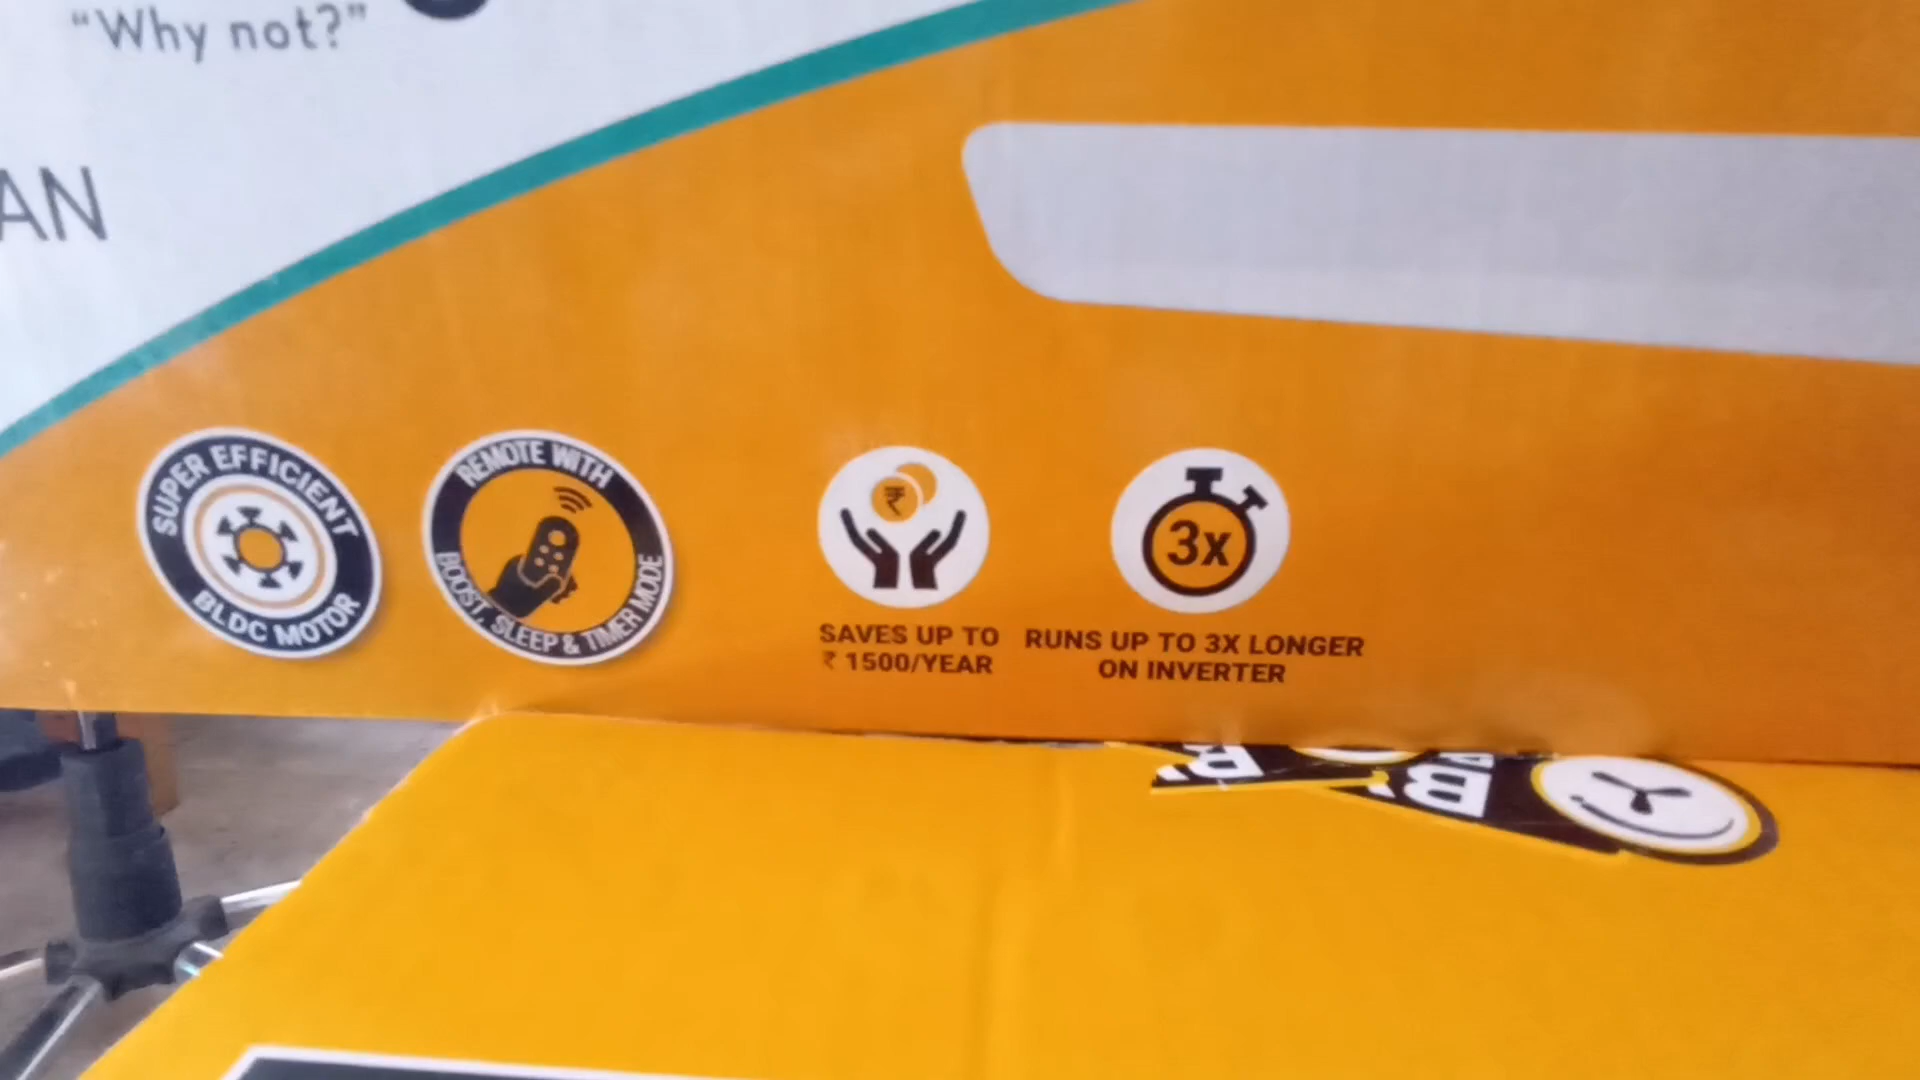 “Why not?”
AN
SUPER EFFICIENT
BLDC MOTOR
REMOTE WITH
BOOST, SLEEP & TIMER MODE
₹
3x
SAVES UP TO
₹ 1500/YEAR
RUNS UP TO 3X LONGER
ON INVERTER